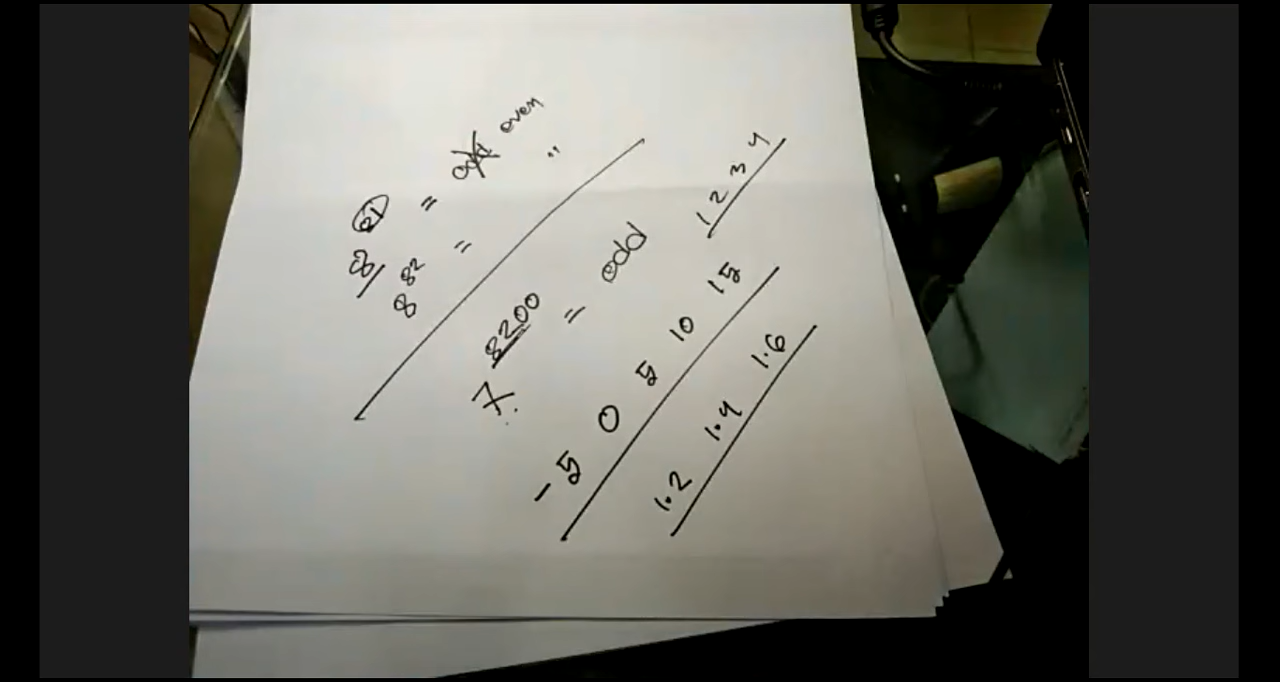 8 81 = odd even
8 82 = "
7 8200 = odd
1 2 3 4
-5 0 5 10 15
1.2 1.4 1.6